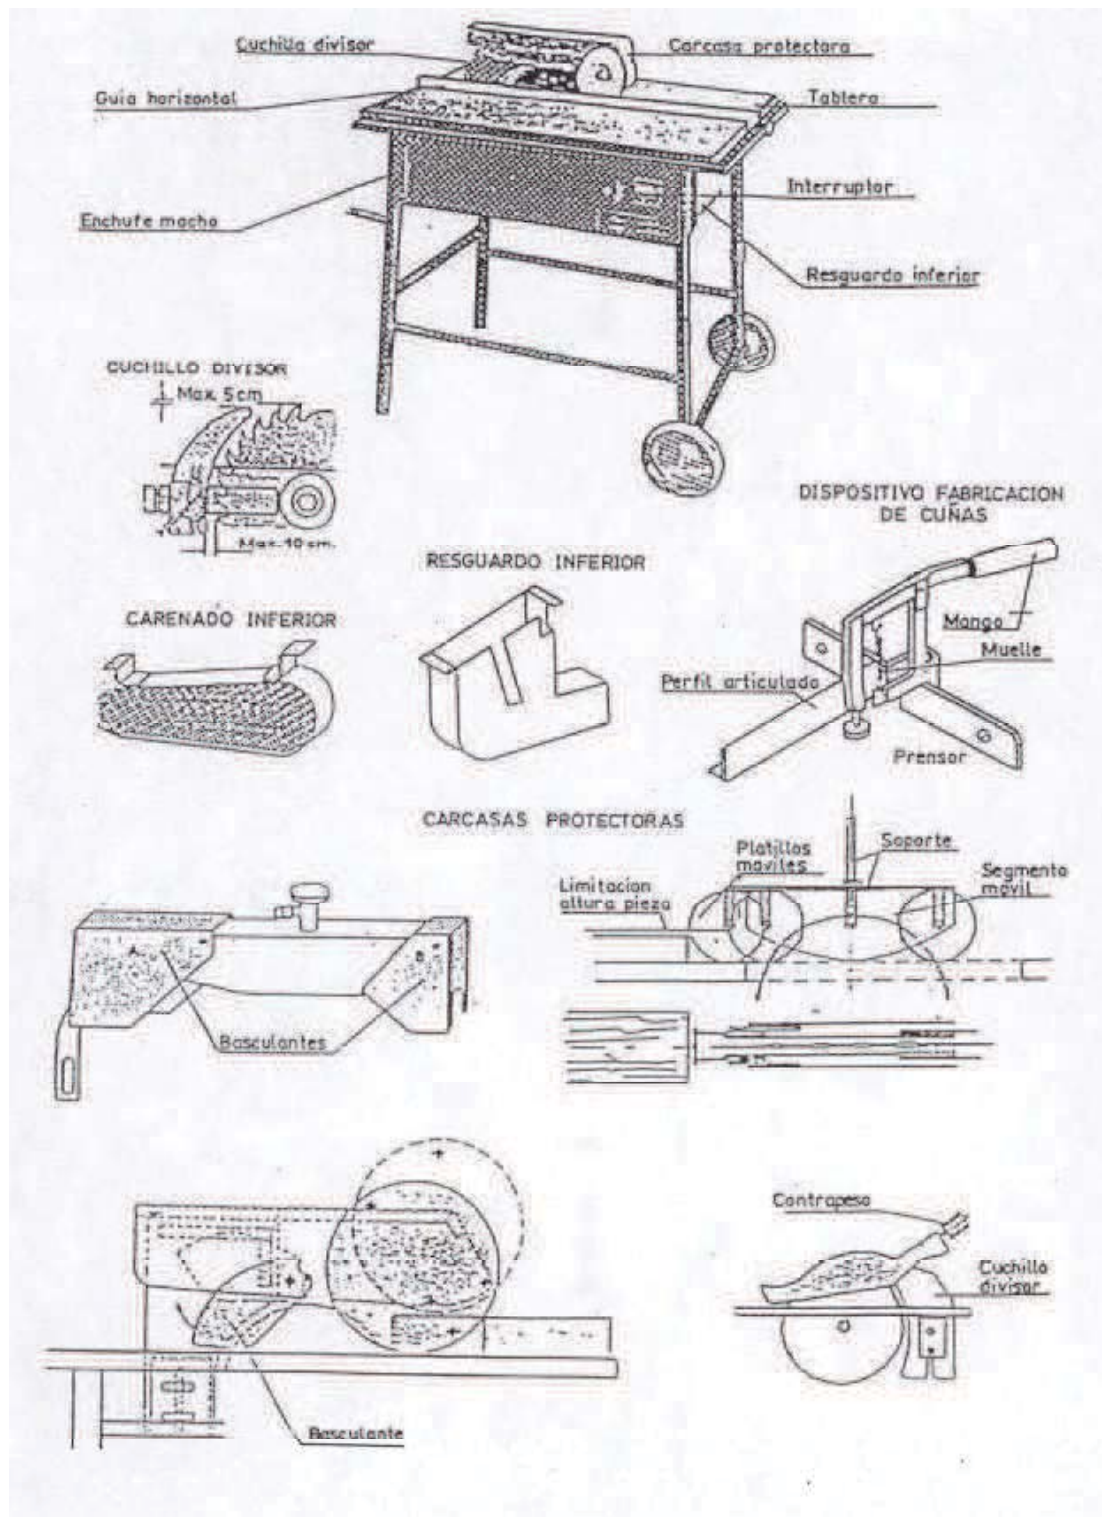 Cuchilla divisor
Carcasa protectora
Guia horizontal
Tablero
Interruptor
Enchufe macho
Resguardo inferior
CUCHILLO DIVISOR
Max. 5cm
Max. 10 cm.
DISPOSITIVO FABRICACION
DE CUÑAS
RESGUARDO INFERIOR
CARENADO INFERIOR
Mango
Muelle
Perfil articulado
Prensor
CARCASAS PROTECTORAS
Platillos
moviles
Soporte
Segmento
movil
Limitacion
altura pieza
A
B
Basculantes
Contrapeso
Cuchillo
divisor
Basculante